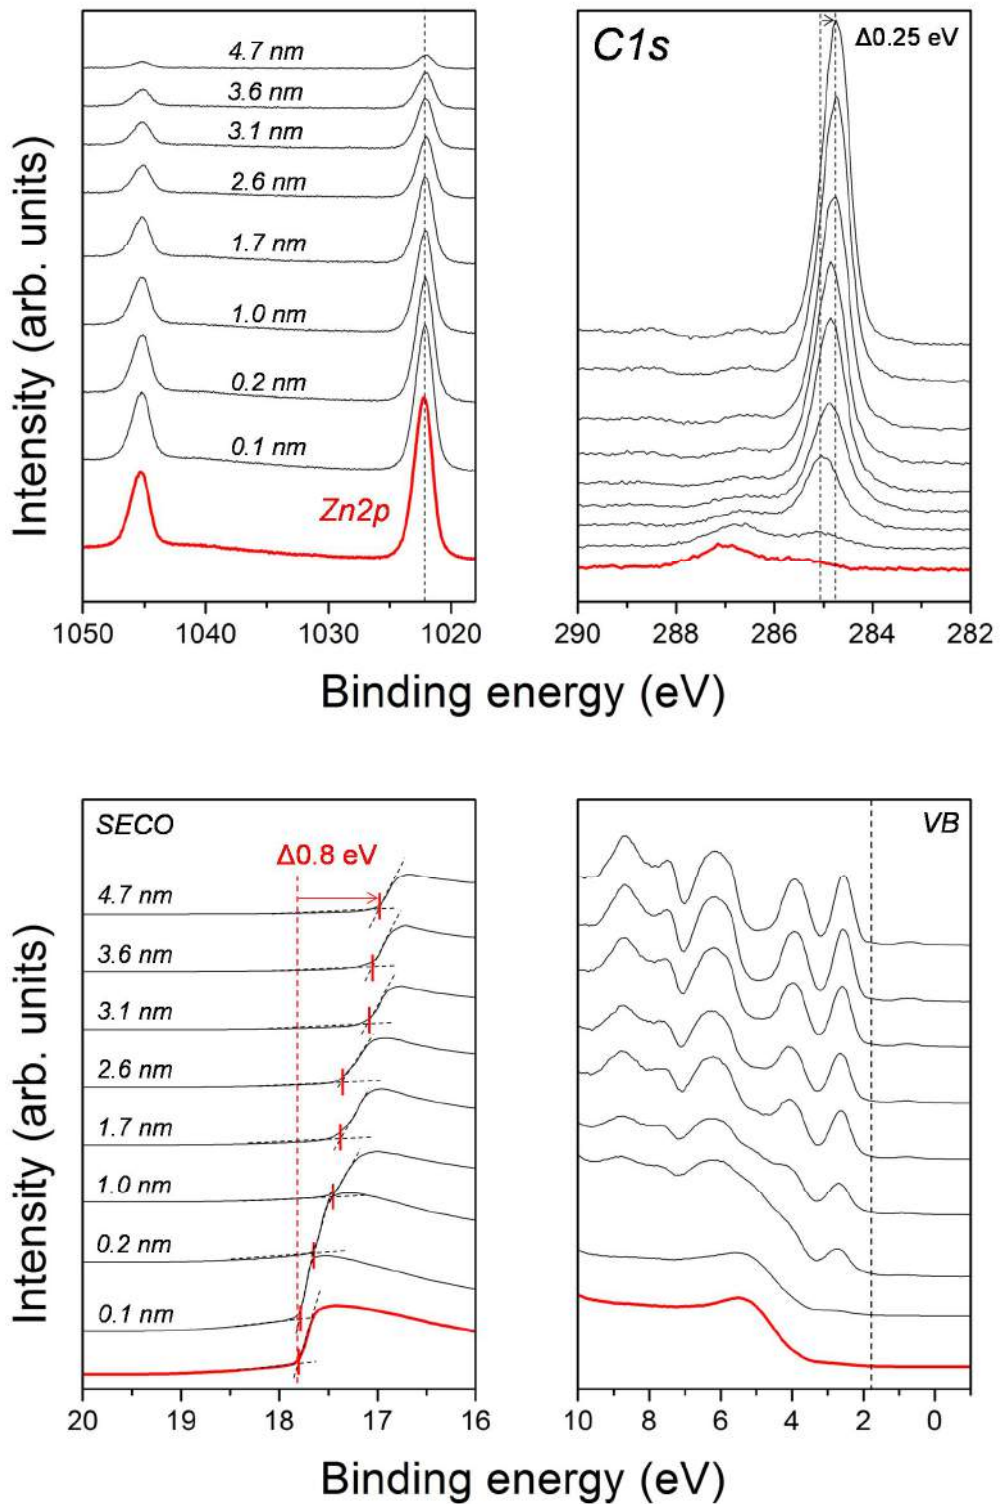 Intensity (arb. units)
4.7 nm
3.6 nm
3.1 nm
2.6 nm
1.7 nm
1.0 nm
0.2 nm
0.1 nm
Zn2p
1050 1040 1030 1020
C1s
Δ0.25 eV
290 288 286 284 282
Binding energy (eV)
Intensity (arb. units)
SECO
Δ0.8 eV
4.7 nm
3.6 nm
3.1 nm
2.6 nm
1.7 nm
1.0 nm
0.2 nm
0.1 nm
20 19 18 17 16
VB
10 8 6 4 2 0
Binding energy (eV)